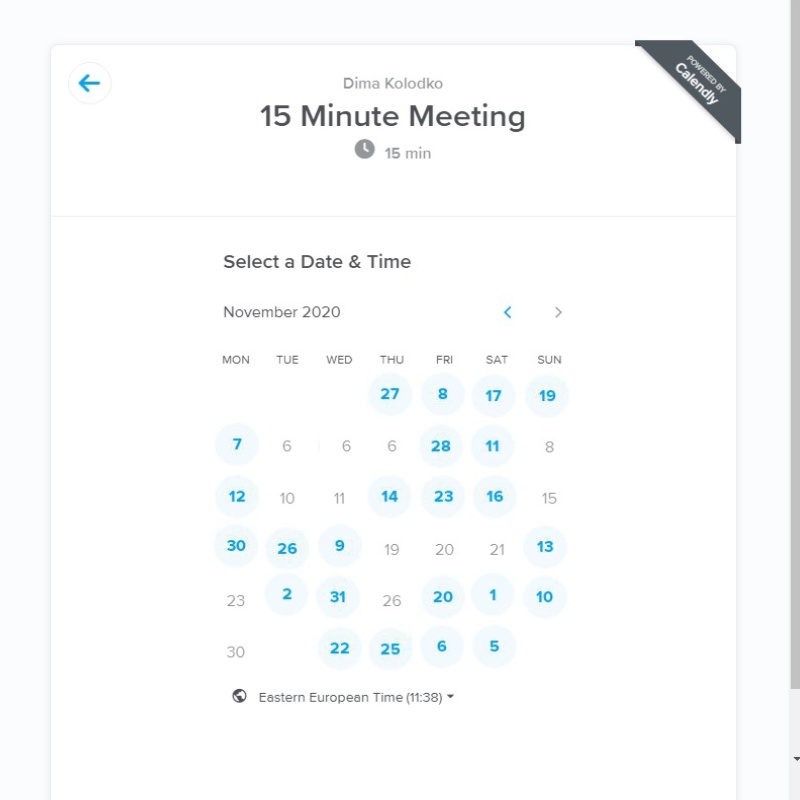 POWERED BY
Calendly
Dima Kolodko
15 Minute Meeting
15 min
Select a Date & Time
November 2020
MON TUE WED THU FRI SAT SUN
27 8 17 19
7 6 6 6 28 11 8
12 10 11 14 23 16 15
30 26 9 19 20 21 13
23 2 31 26 20 1 10
30 22 25 6 5
Eastern European Time (11:38)